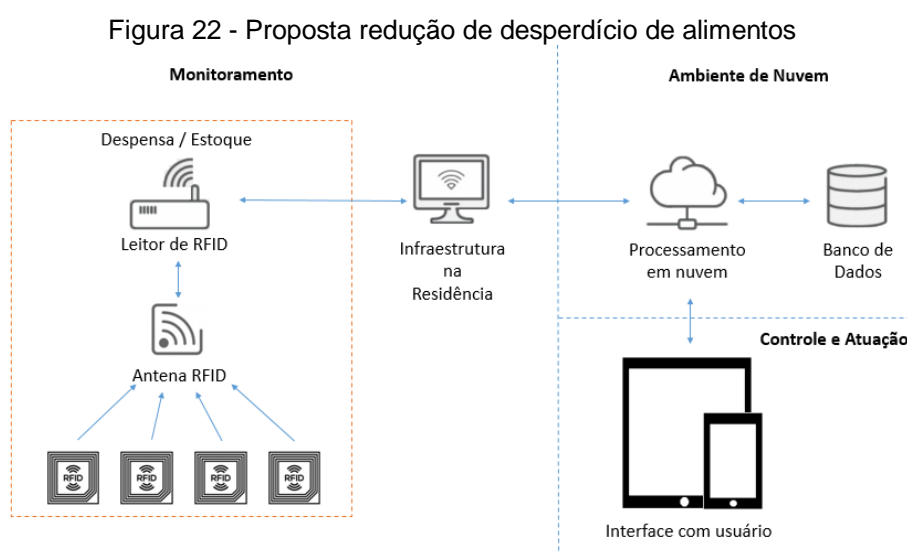 Figura 22 - Proposta redução de desperdício de alimentos
Monitoramento
Ambiente de Nuvem
Despensa / Estoque
Leitor de RFID
Infraestrutura
na
Residência
Processamento
em nuvem
Banco de
Dados
Controle e Atuação
Antena RFID
RFID
RFID
RFID
RFID
Interface com usuário